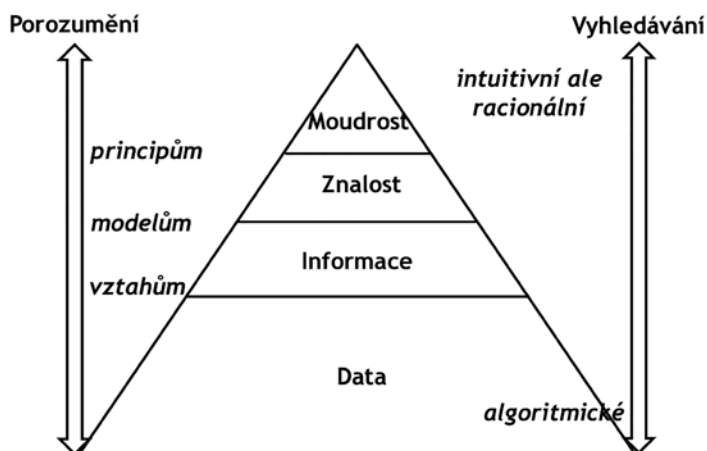 Porozumění
Vyhledávání
intuitivní ale
racionální
Moudrost
principům
Znalost
modelům
Informace
vztahům
Data
algoritmické